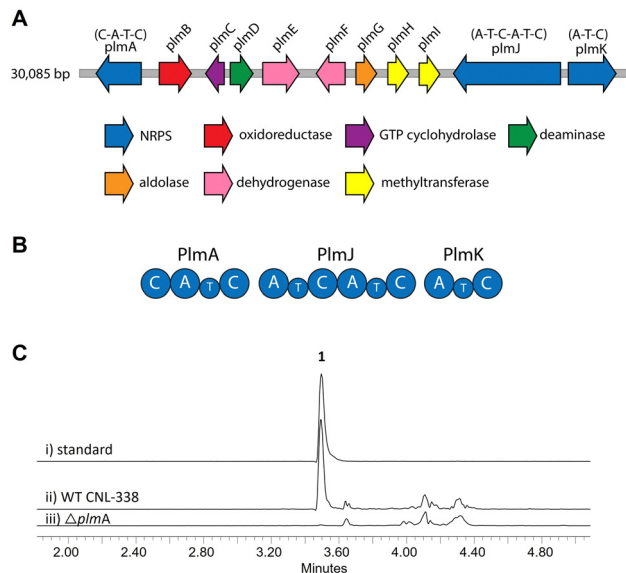 A
(C-A-T-C) (A-T-C-A-T-C) (A-T-C)
plmA plmB plmC plmD plmE plmF plmG plmH plmI plmJ plmK
30,085 bp
NRPS oxidoreductase GTP cyclohydrolase deaminase
aldolase dehydrogenase methyltransferase
B
PlmA PlmJ PlmK
C A T C A T C A T C A T C
C
1
i) standard
ii) WT CNL-338
iii) △plmA
2.00 2.40 2.80 3.20 3.60 4.00 4.40 4.80
Minutes